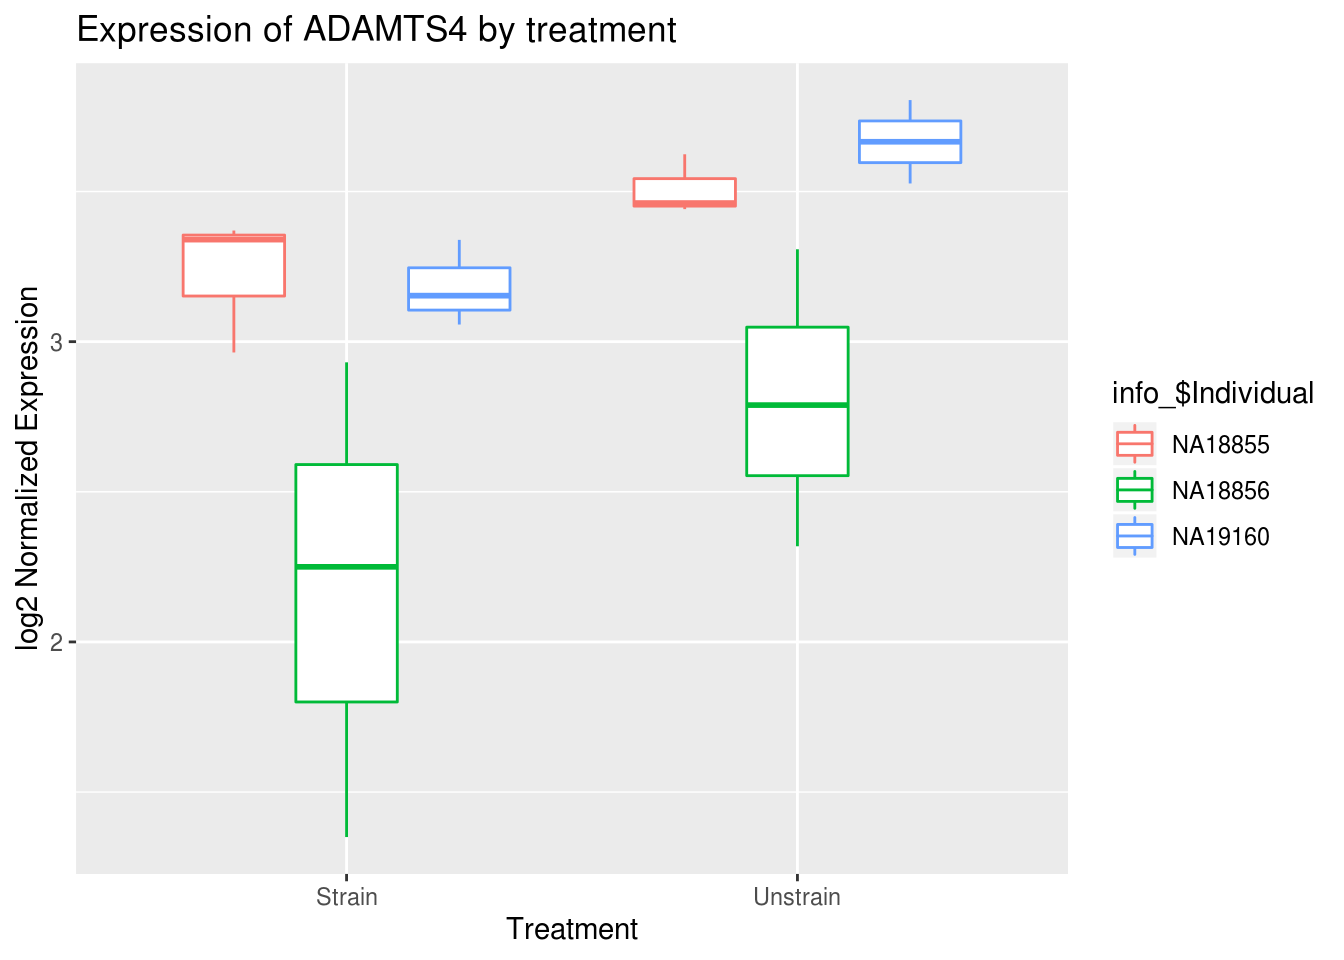 Expression of ADAMTS4 by treatment
log2 Normalized Expression
3
2
Strain
Unstrain
Treatment
info_$Individual
NA18855
NA18856
NA19160